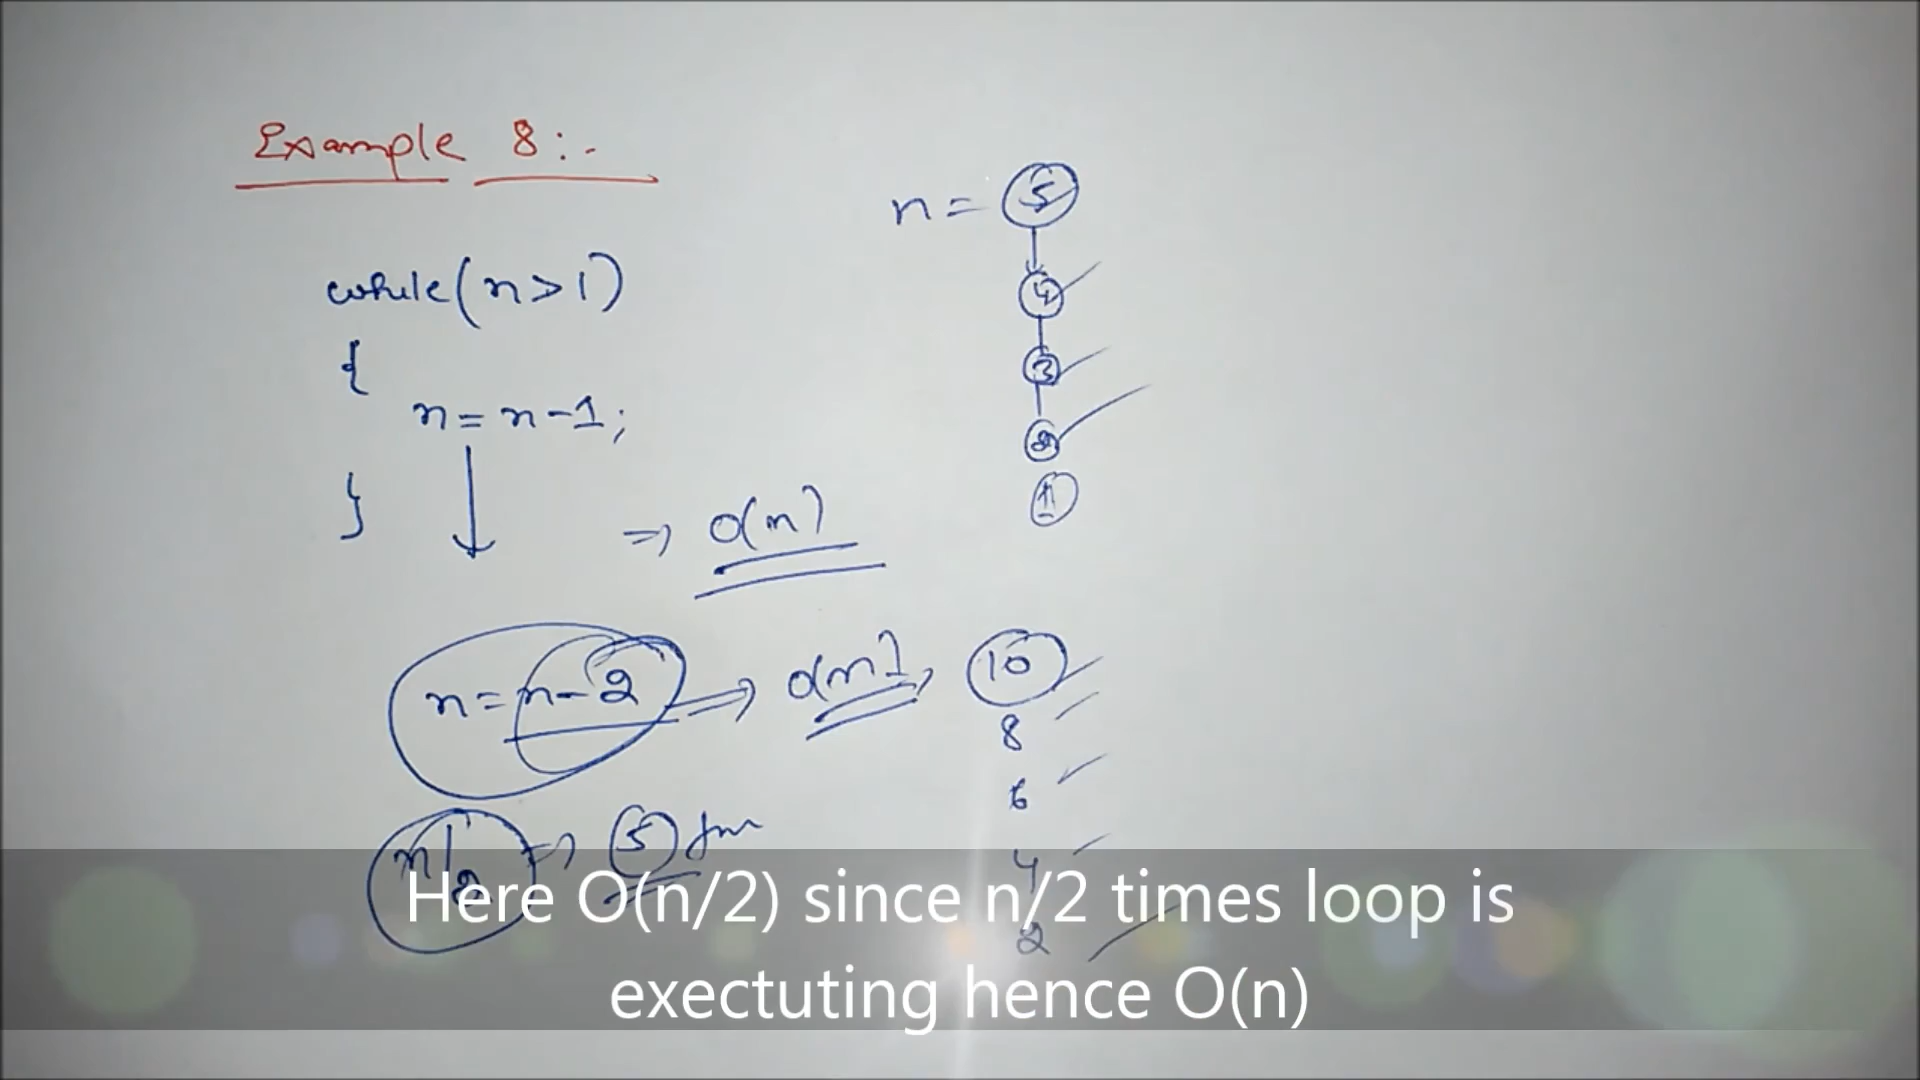 Example 8:-
while(n>1)
{
n=n-1;
}
=> O(n)
n= 5
4
3
2
1
n=n-2 => O(n)
10
8
6
4
2
n/2 => 5
Here O(n/2) since n/2 times loop is
exectuting hence O(n)